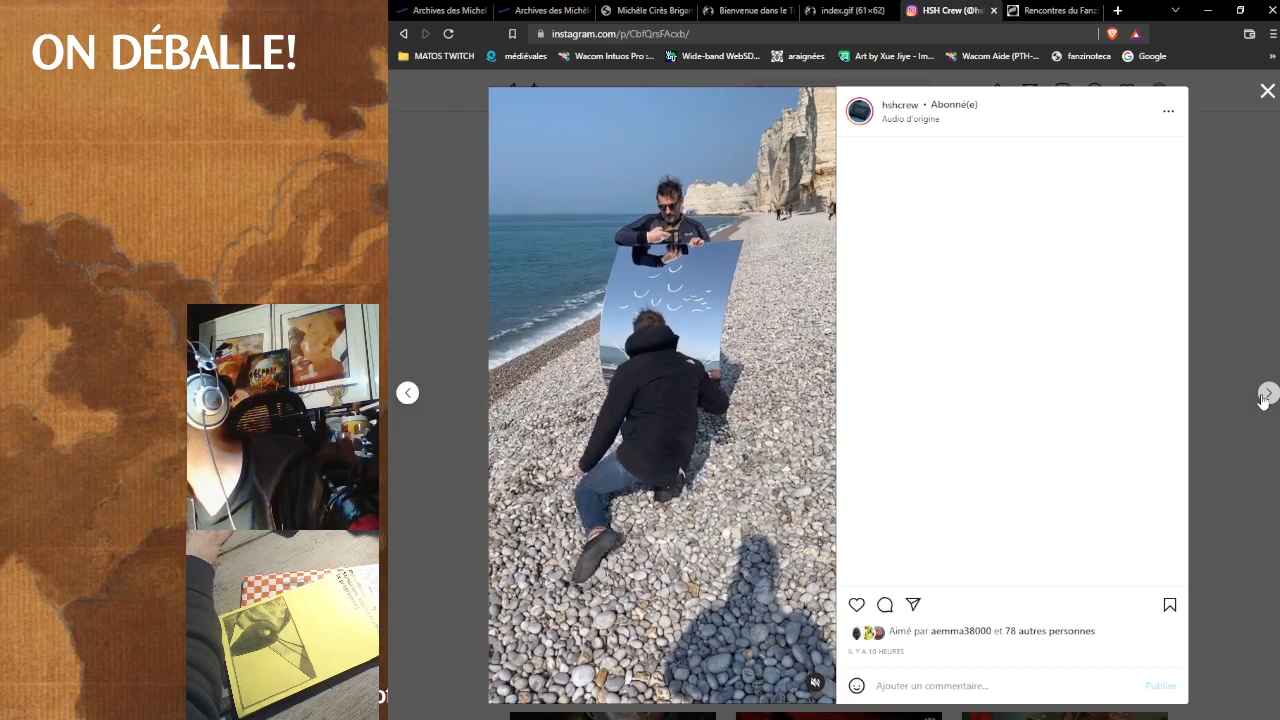 ON DÉBALLE!
Archives des Michel
Archives des Michèl
Michèle Cirès Brigan
Bienvenue dans le T
index.gif (61×62)
HSH Crew (@hs
Rencontres du Fanz
instagram.com/p/CbfQrsFAcxb/
MATOS TWITCH
médiévales
Wacom Intuos Pro :...
Wide-band WebSD...
araignées
Art by Xue Jiye - Im...
Wacom Aide (PTH-...
fanzinoteca
Google
hshcrew • Abonné(e)
Audio d'origine
Aimé par aemma38000 et 78 autres personnes
IL Y A 10 HEURES
Ajouter un commentaire...
Publier